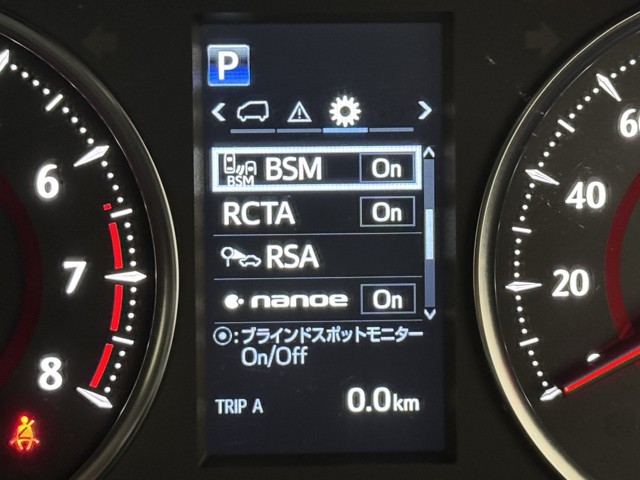 P
BSM BSM On
RCTA On
RSA
nanoe On
⦿:ブラインドスポットモニター
On/Off
TRIP A 0.0km
6
7
8
60
40
20